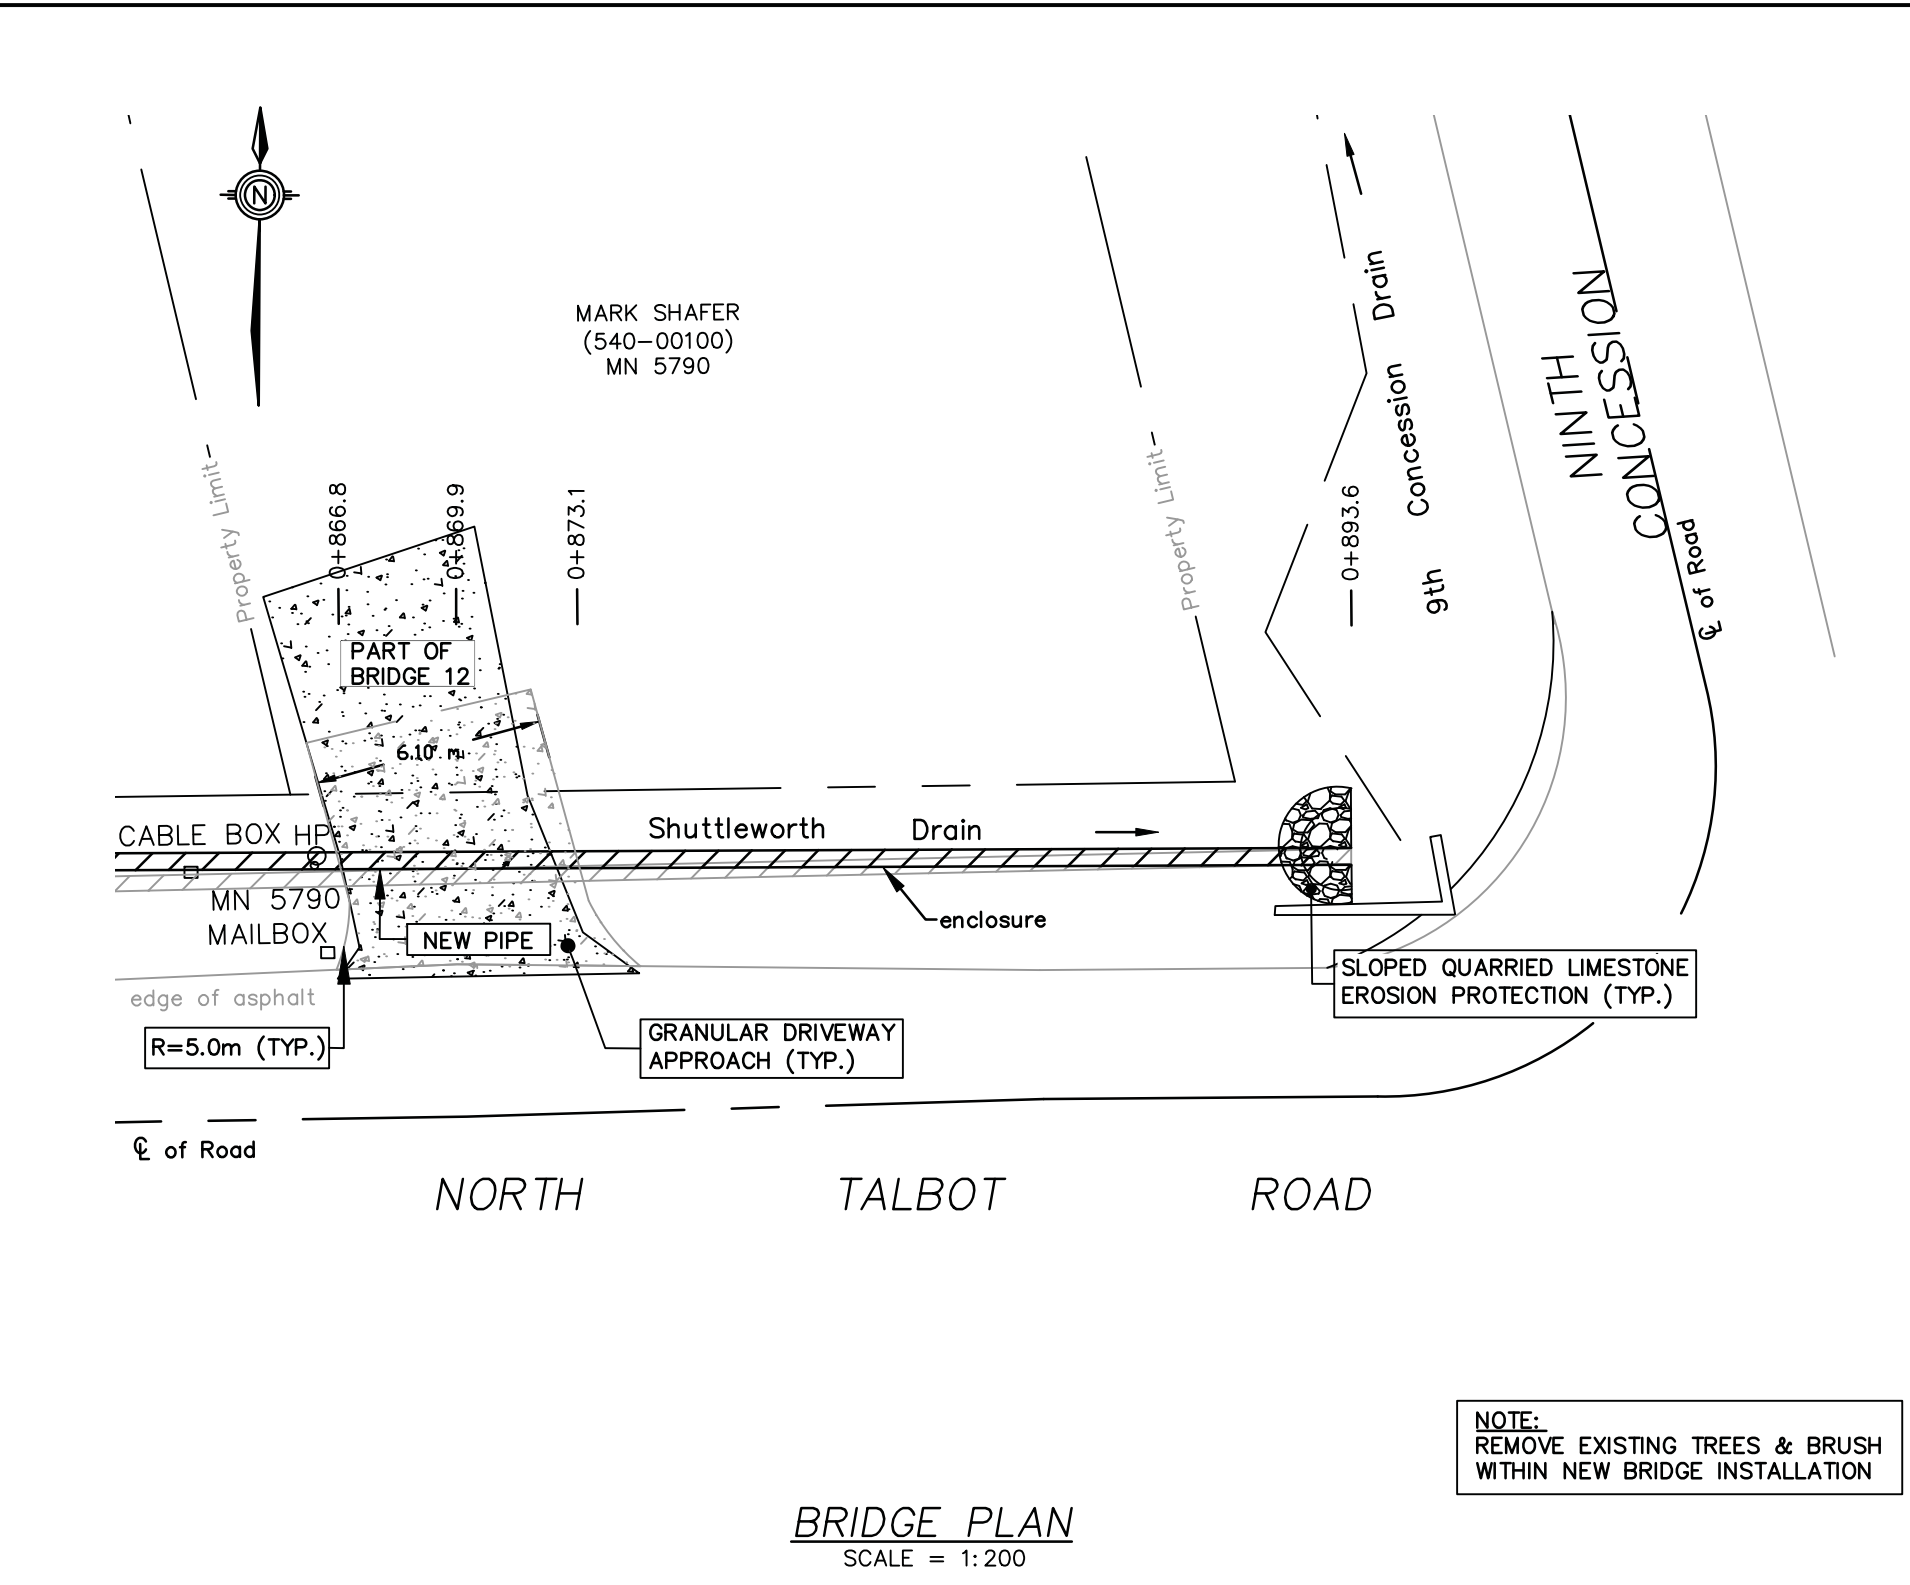 N
MARK SHAFER
(540-00100)
MN 5790
Property Limit
Property Limit
9th Concession Drain
NINTH
CONCESSION
℄ of Road
0+866.8
0+869.9
0+873.1
0+893.6
PART OF
BRIDGE 12
6.10 m
CABLE BOX HP
Shuttleworth Drain
MN 5790
MAILBOX
NEW PIPE
enclosure
edge of asphalt
SLOPED QUARRIED LIMESTONE
EROSION PROTECTION (TYP.)
R=5.0m (TYP.)
GRANULAR DRIVEWAY
APPROACH (TYP.)
℄ of Road
NORTH TALBOT ROAD
NOTE:
REMOVE EXISTING TREES & BRUSH
WITHIN NEW BRIDGE INSTALLATION
BRIDGE PLAN
SCALE = 1:200